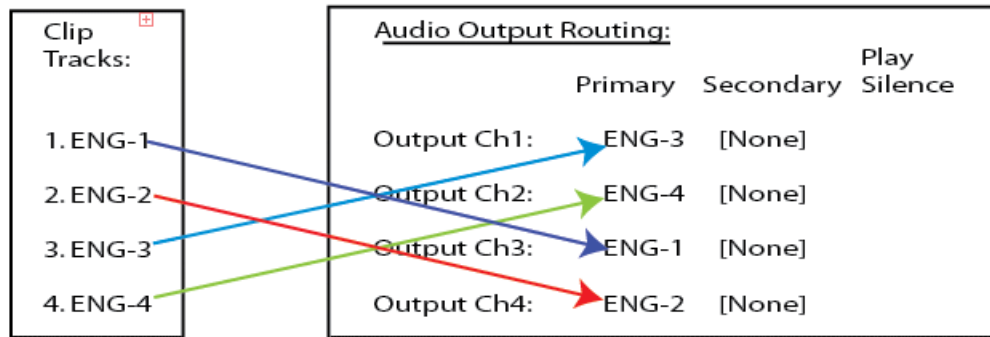 Clip
Tracks:
1. ENG-1
2. ENG-2
3. ENG-3
4. ENG-4
Audio Output Routing:
Primary Secondary Play
Silence
Output Ch1: ENG-3 [None]
Output Ch2: ENG-4 [None]
Output Ch3: ENG-1 [None]
Output Ch4: ENG-2 [None]